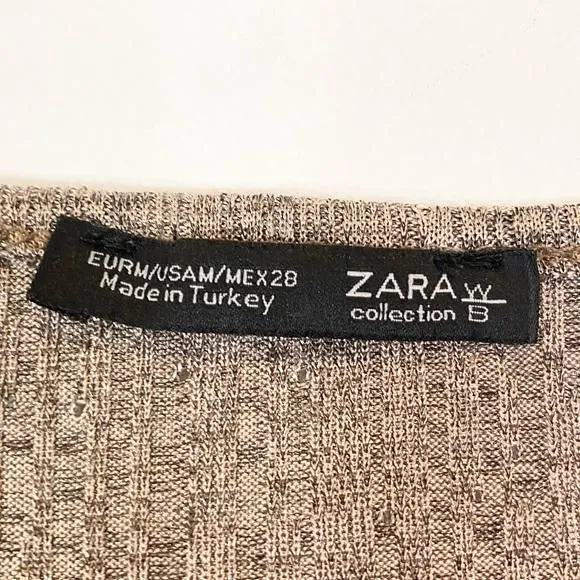 EURM/USAM/MEX28
Made in Turkey
ZARA W/B
collection